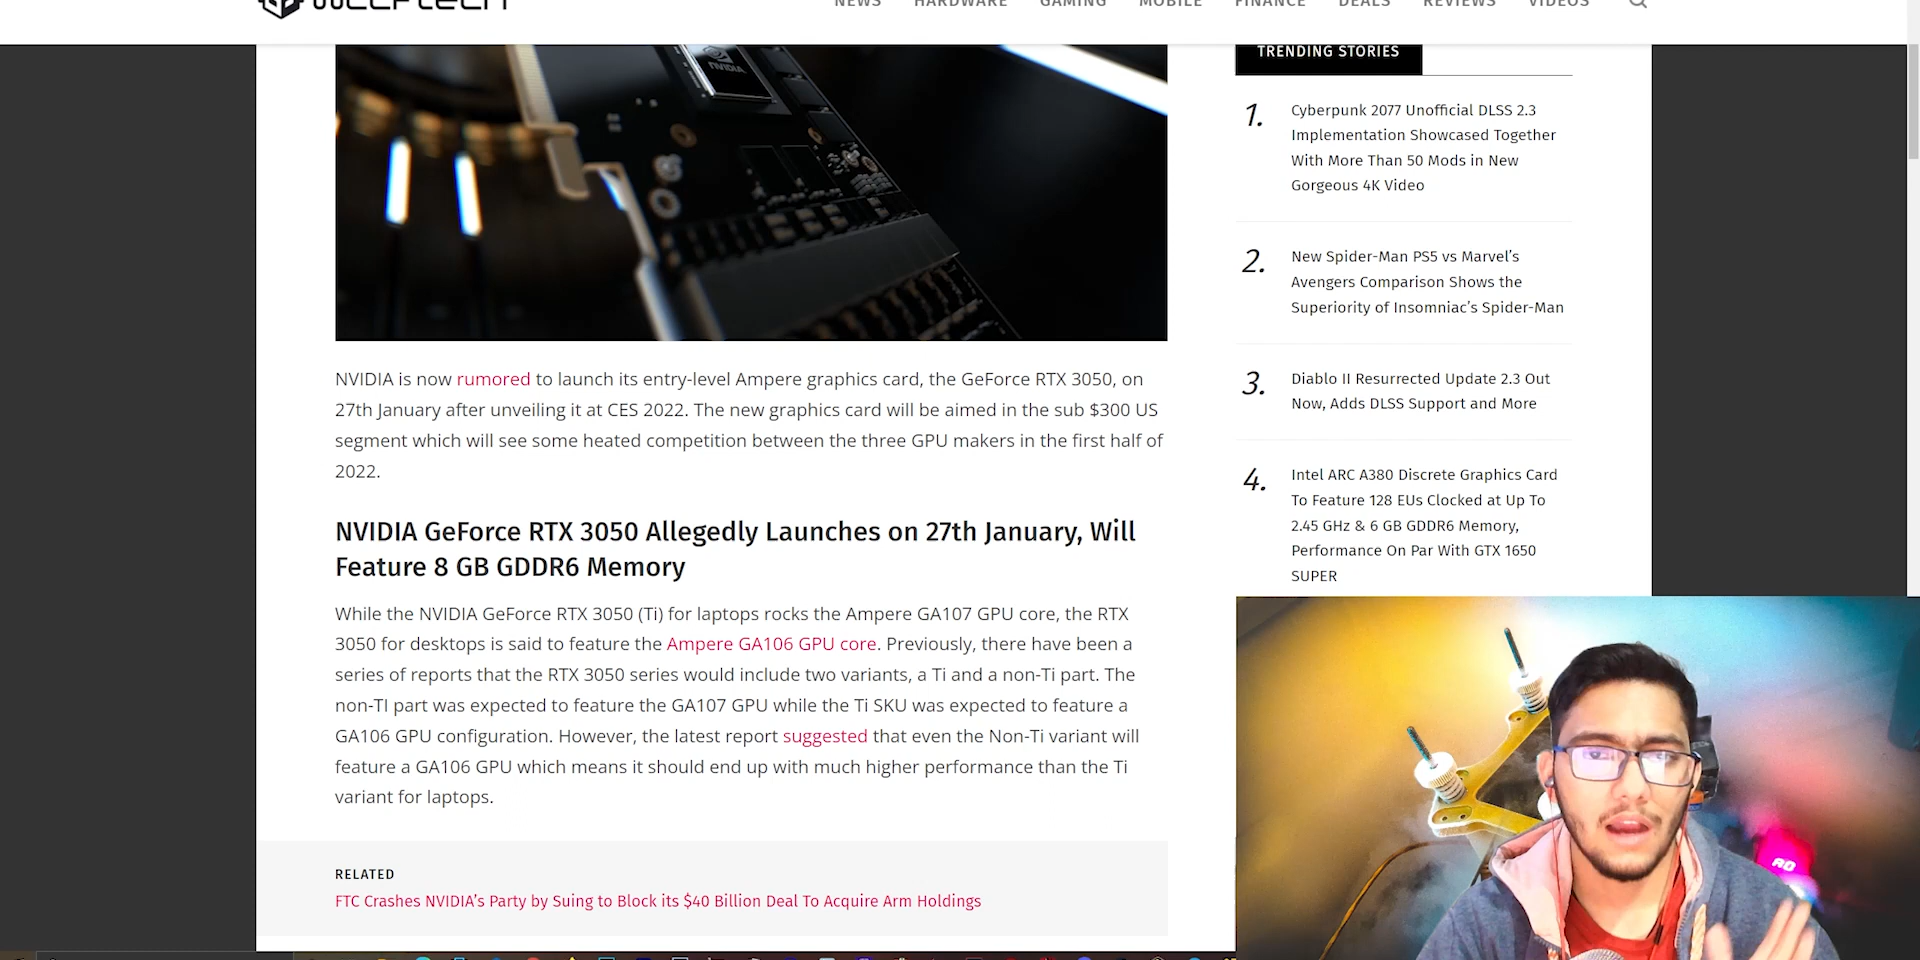 wccftech
NEWS HARDWARE GAMING MOBILE FINANCE DEALS REVIEWS VIDEOS
NVIDIA
NVIDIA is now rumored to launch its entry-level Ampere graphics card, the GeForce RTX 3050, on
27th January after unveiling it at CES 2022. The new graphics card will be aimed in the sub $300 US
segment which will see some heated competition between the three GPU makers in the first half of
2022.
NVIDIA GeForce RTX 3050 Allegedly Launches on 27th January, Will
Feature 8 GB GDDR6 Memory
While the NVIDIA GeForce RTX 3050 (Ti) for laptops rocks the Ampere GA107 GPU core, the RTX
3050 for desktops is said to feature the Ampere GA106 GPU core. Previously, there have been a
series of reports that the RTX 3050 series would include two variants, a Ti and a non-Ti part. The
non-TI part was expected to feature the GA107 GPU while the Ti SKU was expected to feature a
GA106 GPU configuration. However, the latest report suggested that even the Non-Ti variant will
feature a GA106 GPU which means it should end up with much higher performance than the Ti
variant for laptops.
RELATED
FTC Crashes NVIDIA's Party by Suing to Block its $40 Billion Deal To Acquire Arm Holdings
TRENDING STORIES
1. Cyberpunk 2077 Unofficial DLSS 2.3
Implementation Showcased Together
With More Than 50 Mods in New
Gorgeous 4K Video
2. New Spider-Man PS5 vs Marvel's
Avengers Comparison Shows the
Superiority of Insomniac's Spider-Man
3. Diablo II Resurrected Update 2.3 Out
Now, Adds DLSS Support and More
4. Intel ARC A380 Discrete Graphics Card
To Feature 128 EUs Clocked at Up To
2.45 GHz & 6 GB GDDR6 Memory,
Performance On Par With GTX 1650
SUPER